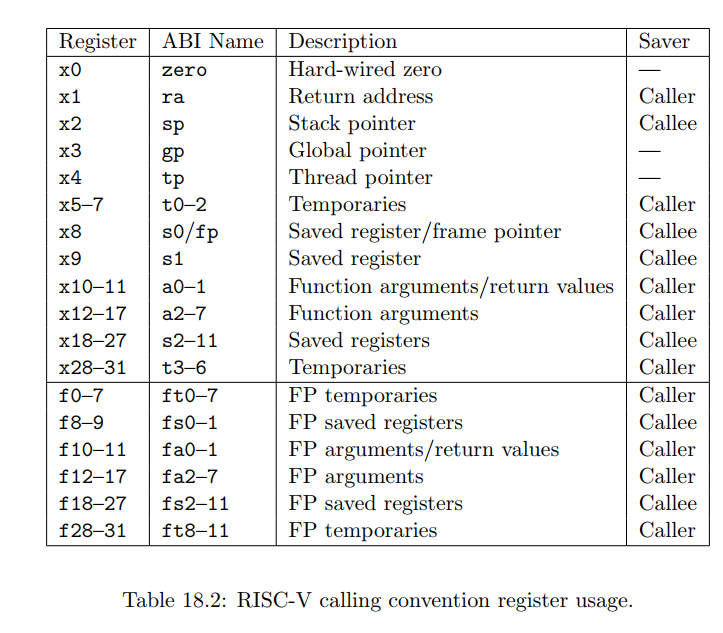 Register ABI Name Description Saver
x0 zero Hard-wired zero —
x1 ra Return address Caller
x2 sp Stack pointer Callee
x3 gp Global pointer —
x4 tp Thread pointer —
x5–7 t0–2 Temporaries Caller
x8 s0/fp Saved register/frame pointer Callee
x9 s1 Saved register Callee
x10–11 a0–1 Function arguments/return values Caller
x12–17 a2–7 Function arguments Caller
x18–27 s2–11 Saved registers Callee
x28–31 t3–6 Temporaries Caller
f0–7 ft0–7 FP temporaries Caller
f8–9 fs0–1 FP saved registers Callee
f10–11 fa0–1 FP arguments/return values Caller
f12–17 fa2–7 FP arguments Caller
f18–27 fs2–11 FP saved registers Callee
f28–31 ft8–11 FP temporaries Caller
Table 18.2: RISC-V calling convention register usage.